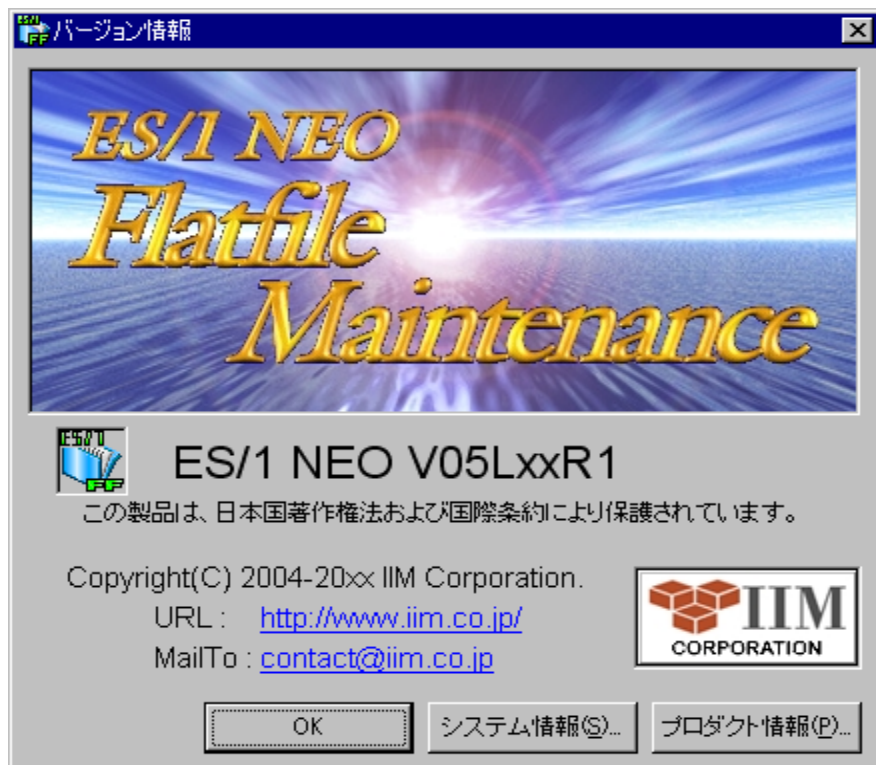 バージョン情報
ES/1 NEO
Flatfile
Maintenance
ES/1 NEO V05LxxR1
この製品は、日本国著作権法および国際条約により保護されています。
Copyright(C) 2004-20xx IIM Corporation.
URL : http://www.iim.co.jp/
MailTo : contact@iim.co.jp
IIM
CORPORATION
OK
システム情報(S)...
プロダクト情報(P)...